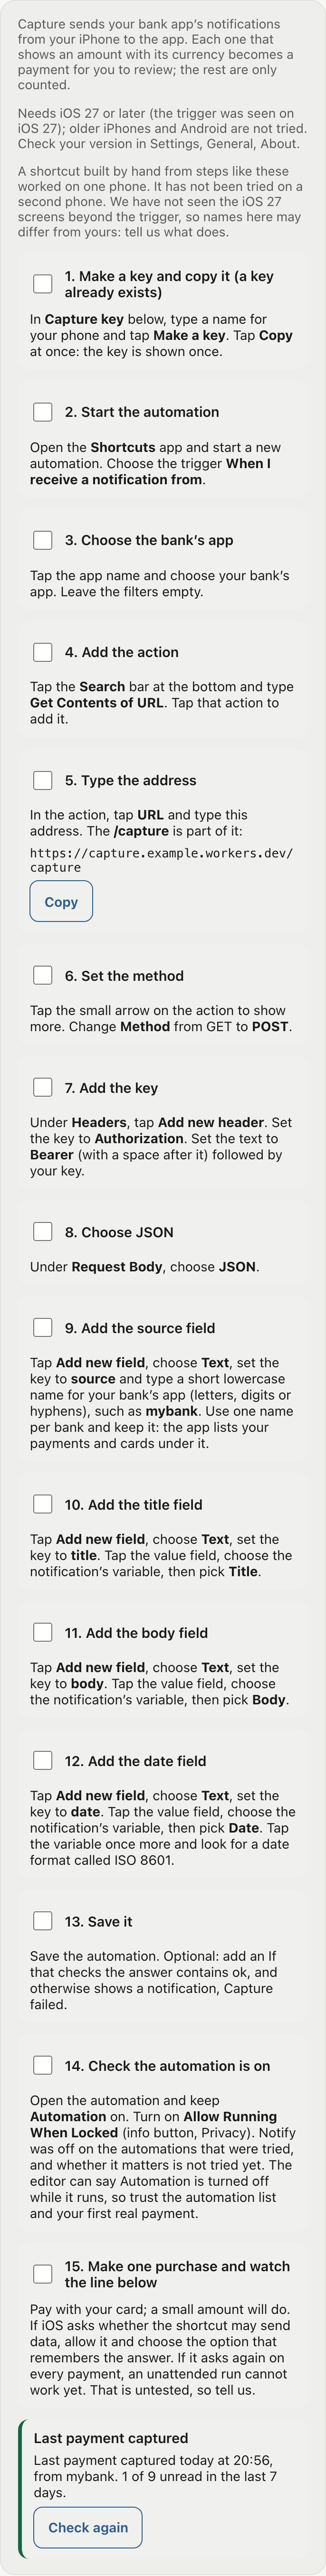 Capture sends your bank app’s notifications
from your iPhone to the app. Each one that
shows an amount with its currency becomes a
payment for you to review; the rest are only
counted.
Needs iOS 27 or later (the trigger was seen on
iOS 27); older iPhones and Android are not tried.
Check your version in Settings, General, About.
A shortcut built by hand from steps like these
worked on one phone. It has not been tried on a
second phone. We have not seen the iOS 27
screens beyond the trigger, so names here may
differ from yours: tell us what does.
1. Make a key and copy it (a key
already exists)
In Capture key below, type a name for
your phone and tap Make a key. Tap Copy
at once: the key is shown once.
2. Start the automation
Open the Shortcuts app and start a new
automation. Choose the trigger When I
receive a notification from.
3. Choose the bank’s app
Tap the app name and choose your bank’s
app. Leave the filters empty.
4. Add the action
Tap the Search bar at the bottom and type
Get Contents of URL. Tap that action to
add it.
5. Type the address
In the action, tap URL and type this
address. The /capture is part of it:
https://capture.example.workers.dev/
capture
Copy
6. Set the method
Tap the small arrow on the action to show
more. Change Method from GET to POST.
7. Add the key
Under Headers, tap Add new header. Set
the key to Authorization. Set the text to
Bearer (with a space after it) followed by
your key.
8. Choose JSON
Under Request Body, choose JSON.
9. Add the source field
Tap Add new field, choose Text, set the
key to source and type a short lowercase
name for your bank’s app (letters, digits or
hyphens), such as mybank. Use one name
per bank and keep it: the app lists your
payments and cards under it.
10. Add the title field
Tap Add new field, choose Text, set the
key to title. Tap the value field, choose the
notification’s variable, then pick Title.
11. Add the body field
Tap Add new field, choose Text, set the
key to body. Tap the value field, choose
the notification’s variable, then pick Body.
12. Add the date field
Tap Add new field, choose Text, set the
key to date. Tap the value field, choose the
notification’s variable, then pick Date. Tap
the variable once more and look for a date
format called ISO 8601.
13. Save it
Save the automation. Optional: add an If
that checks the answer contains ok, and
otherwise shows a notification, Capture
failed.
14. Check the automation is on
Open the automation and keep
Automation on. Turn on Allow Running
When Locked (info button, Privacy). Notify
was off on the automations that were tried,
and whether it matters is not tried yet. The
editor can say Automation is turned off
while it runs, so trust the automation list
and your first real payment.
15. Make one purchase and watch
the line below
Pay with your card; a small amount will do.
If iOS asks whether the shortcut may send
data, allow it and choose the option that
remembers the answer. If it asks again on
every payment, an unattended run cannot
work yet. That is untested, so tell us.
Last payment captured
Last payment captured today at 20:56,
from mybank. 1 of 9 unread in the last 7
days.
Check again